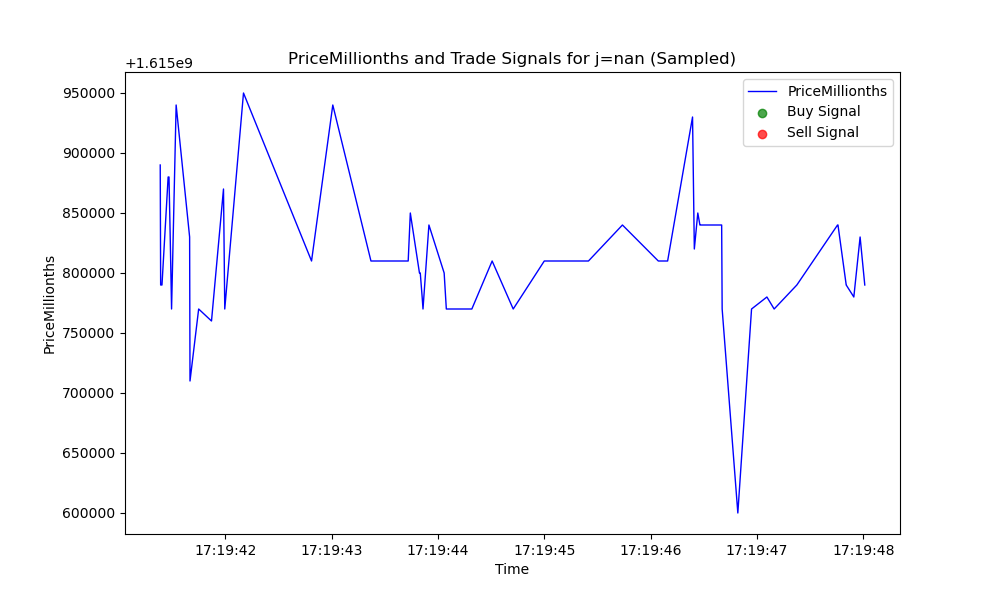 PriceMillionths and Trade Signals for j=nan (Sampled)
+1.615e9
PriceMillionths
Buy Signal
Sell Signal
950000
900000
850000
800000
750000
700000
650000
600000
PriceMillionths
17:19:42 17:19:43 17:19:44 17:19:45 17:19:46 17:19:47 17:19:48
Time